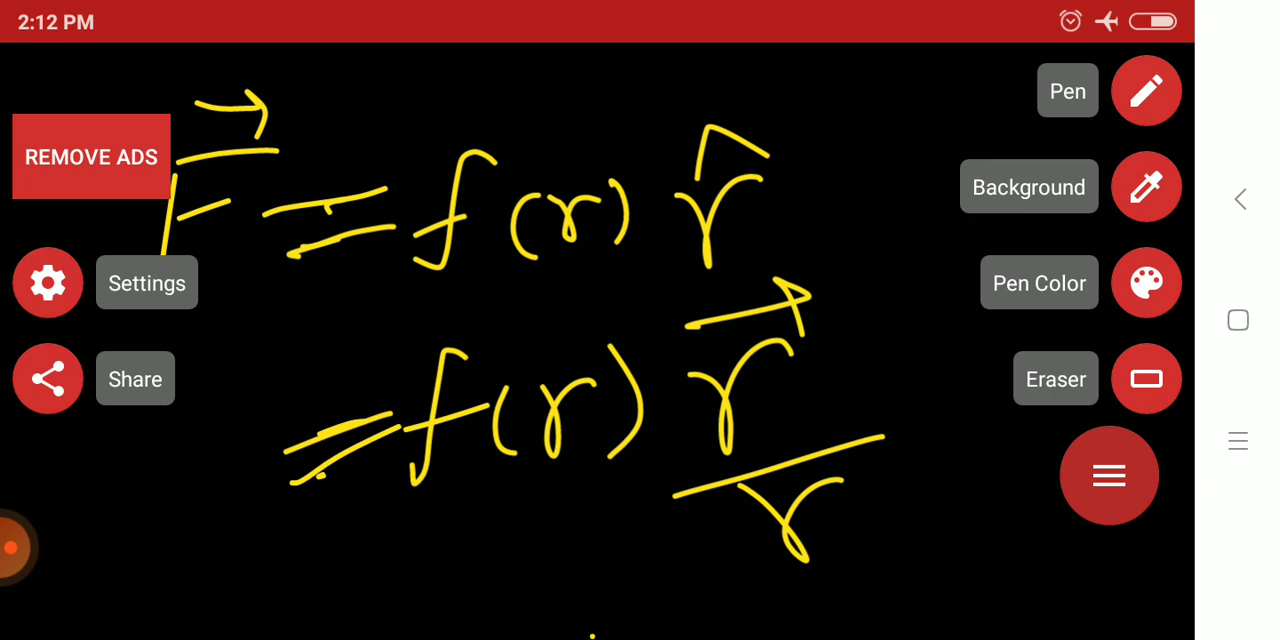 2:12 PM
Pen
REMOVE ADS
F⃗ = f(r) r̂
Background
Settings
Pen Color
= f(r) r⃗/r
Share
Eraser